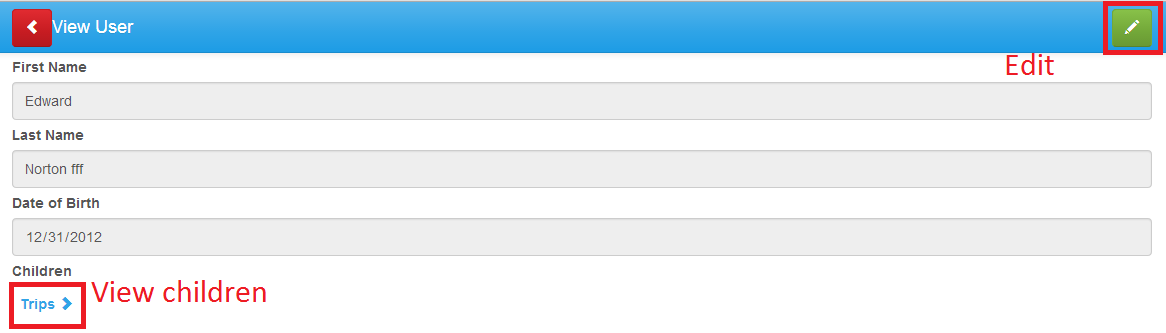 View User
Edit
First Name
Edward
Last Name
Norton fff
Date of Birth
12/31/2012
Children
Trips
View children